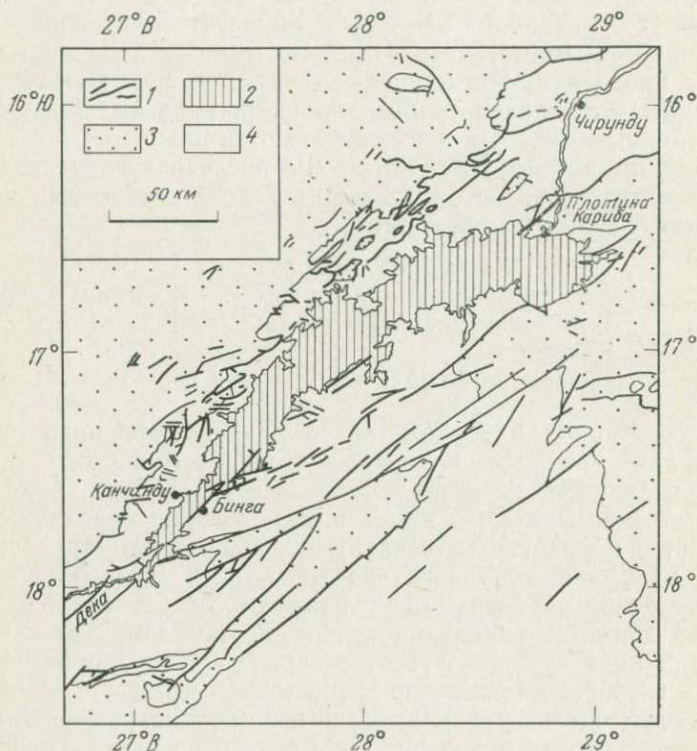 27°В 28° 29°
16°Ю 16°
1 2
3 4
50 км
Чирунду
Плотина
Кариба
17° 17°
Канчинду
Бинга
18° 18°
Дека
27°В 28° 29°